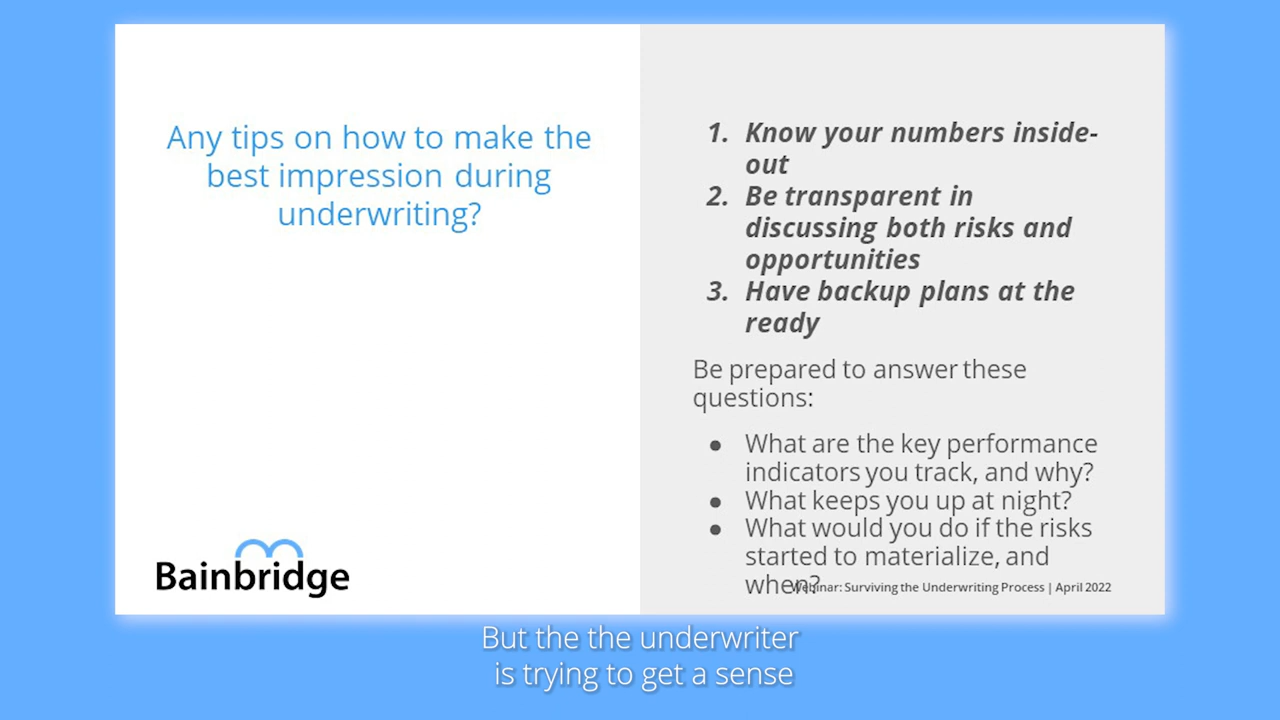 Any tips on how to make the
best impression during
underwriting?
1. Know your numbers inside-
out
2. Be transparent in
discussing both risks and
opportunities
3. Have backup plans at the
ready
Be prepared to answer these
questions:
● What are the key performance
indicators you track, and why?
● What keeps you up at night?
● What would you do if the risks
started to materialize, and
when?
Webinar: Surviving the Underwriting Process | April 2022
Bainbridge
But the the underwriter
is trying to get a sense